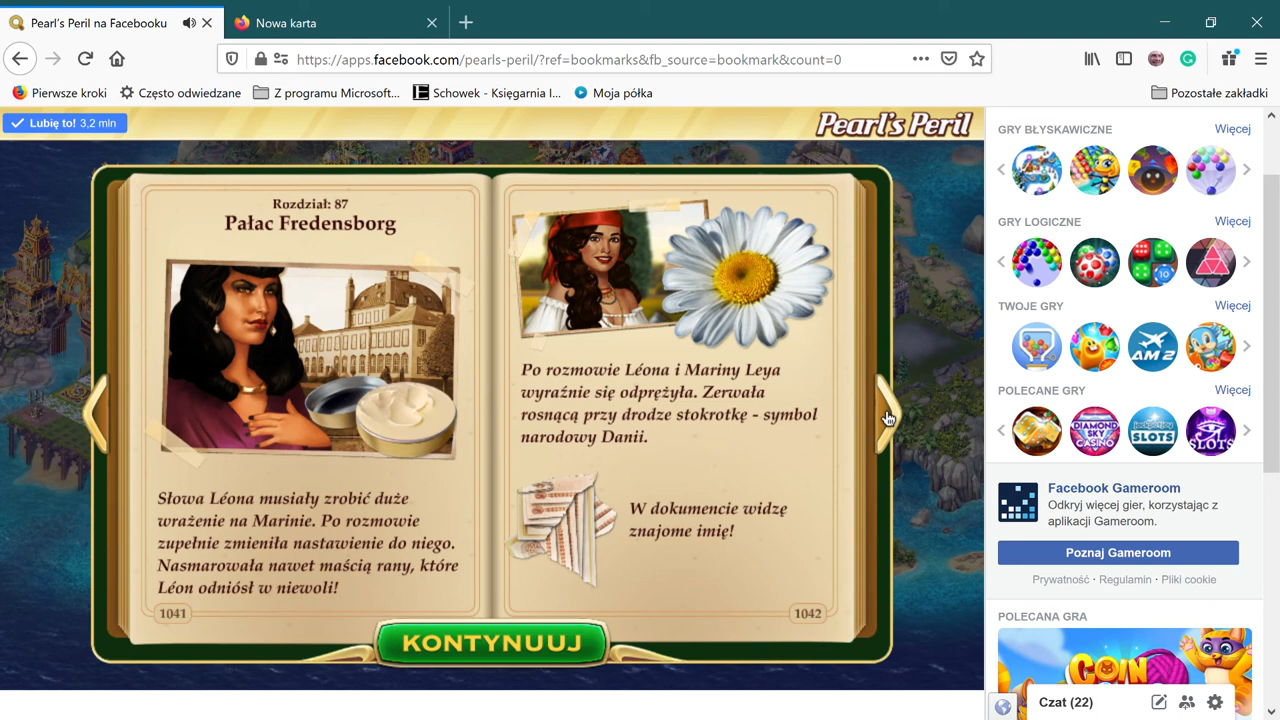 Pearl's Peril na Facebooku
Nowa karta
https://apps.facebook.com/pearls-peril/?ref=bookmarks&fb_source=bookmark&count=0
Pierwsze kroki
Często odwiedzane
Z programu Microsoft...
Schowek - Księgarnia I...
Moja półka
Pozostałe zakładki
Lubię to! 3,2 mln
Pearl's Peril
Rozdział: 87
Pałac Fredensborg
Słowa Léona musiały zrobić duże
wrażenie na Marinie. Po rozmowie
zupełnie zmieniła nastawienie do niego.
Nasmarowała nawet maścią rany, które
Léon odniósł w niewoli!
1041
Po rozmowie Léona i Mariny Leya
wyraźnie się odprężyła. Zerwała
rosnącą przy drodze stokrotkę - symbol
narodowy Danii.
W dokumencie widzę
znajome imię!
1042
KONTYNUUJ
GRY BŁYSKAWICZNE
Więcej
GRY LOGICZNE
Więcej
10
TWOJE GRY
Więcej
AM 2
POLECANE GRY
Więcej
DIAMOND
SKY
CASINO
jackpotjoy
SLOTS
SLOTS
Facebook Gameroom
Odkryj więcej gier, korzystając z
aplikacji Gameroom.
Poznaj Gameroom
Prywatność · Regulamin · Pliki cookie
POLECANA GRA
COIN
Czat (22)